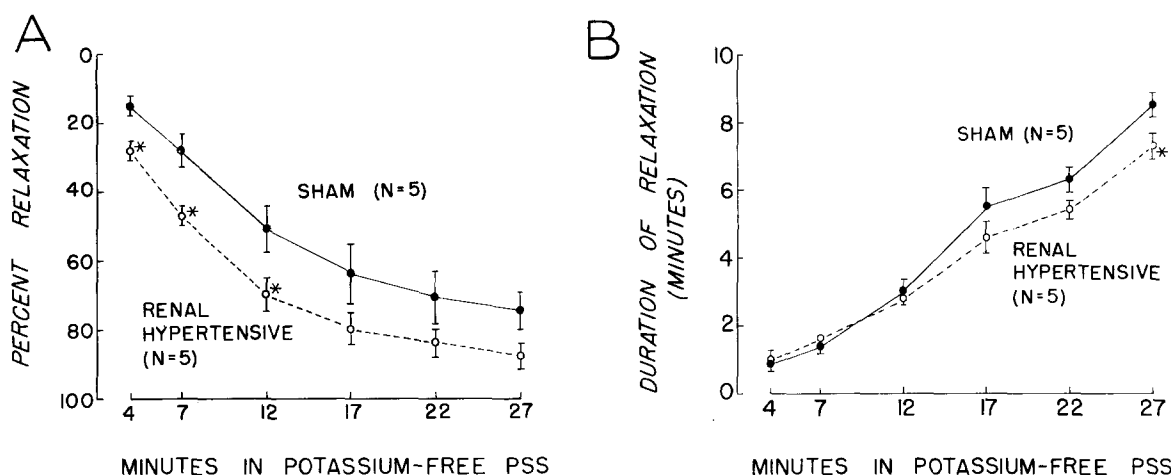 A
PERCENT RELAXATION
0
20
40
60
80
100
*
*
*
SHAM (N=5)
RENAL
HYPERTENSIVE
(N=5)
4 7 12 17 22 27
MINUTES IN POTASSIUM-FREE PSS
B
DURATION OF RELAXATION
(MINUTES)
10
8
6
4
2
0
SHAM (N=5)
*
RENAL
HYPERTENSIVE
(N=5)
4 7 12 17 22 27
MINUTES IN POTASSIUM-FREE PSS